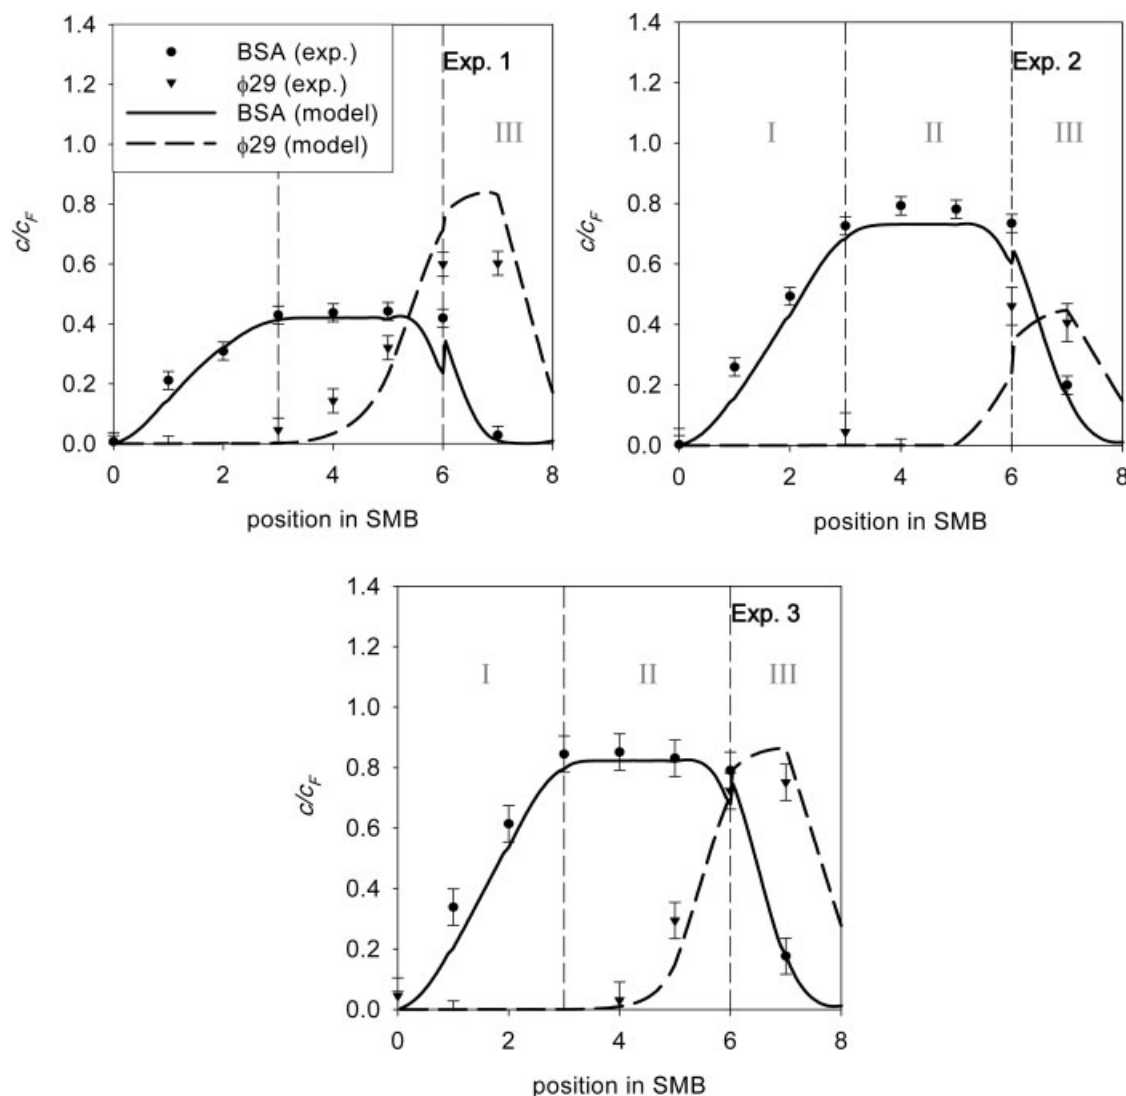 1.4
1.2
1.0
0.8
0.6
0.4
0.2
0.0
c/c_F
BSA (exp.)
ϕ29 (exp.)
BSA (model)
ϕ29 (model)
Exp. 1
III
0 2 4 6 8
position in SMB
1.4
1.2
1.0
0.8
0.6
0.4
0.2
0.0
c/c_F
Exp. 2
I II III
0 2 4 6 8
position in SMB
1.4
1.2
1.0
0.8
0.6
0.4
0.2
0.0
c/c_F
Exp. 3
I II III
0 2 4 6 8
position in SMB